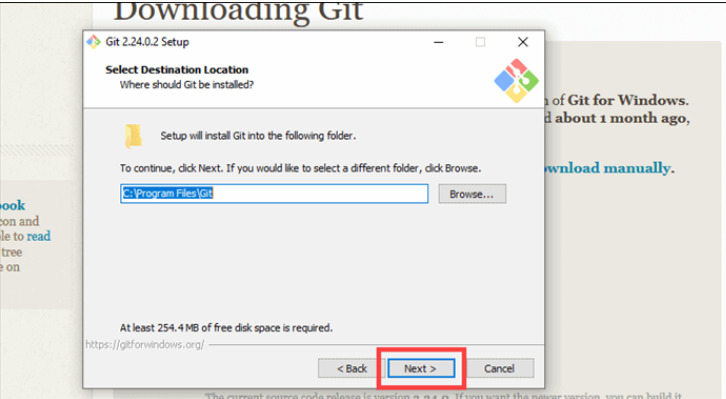 Downloading Git
Git 2.24.0.2 Setup
Select Destination Location
Where should Git be installed?
of Git for Windows.
about 1 month ago,
Setup will install Git into the following folder.
To continue, click Next. If you would like to select a different folder, click Browse.
manually.
C:\Program Files\Git
Browse...
con and
to read
tree
on
At least 254.4 MB of free disk space is required.
https://gitforwindows.org/
< Back
Next >
Cancel
The current source code release is version 2.24.0. If you want the newer version, you can build it